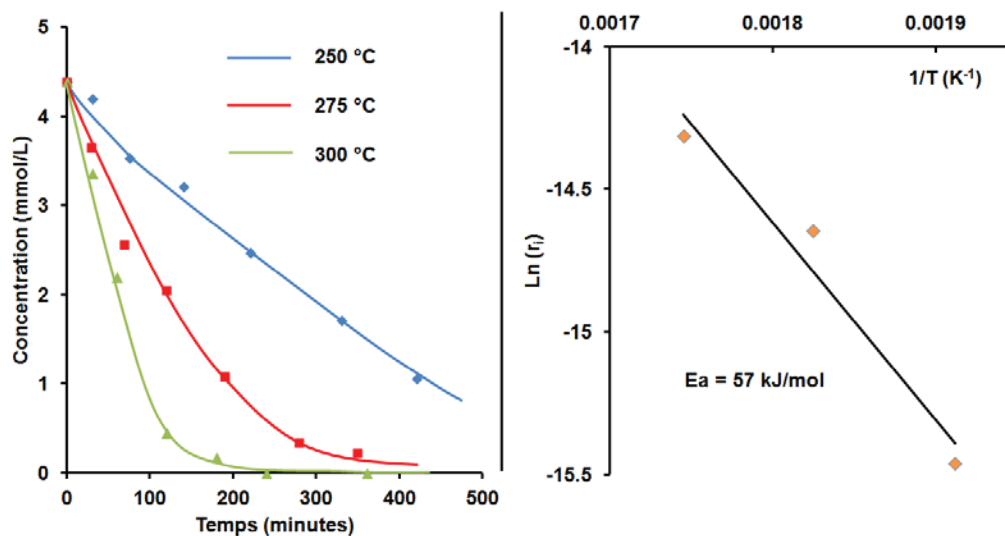 5
4
3
2
1
0
Concentration (mmol/L)
250 °C
275 °C
300 °C
0
100
200
300
400
500
Temps (minutes)
0.0017
0.0018
0.0019
1/T (K-1)
-14
-14.5
-15
-15.5
Ln (ri)
Ea = 57 kJ/mol